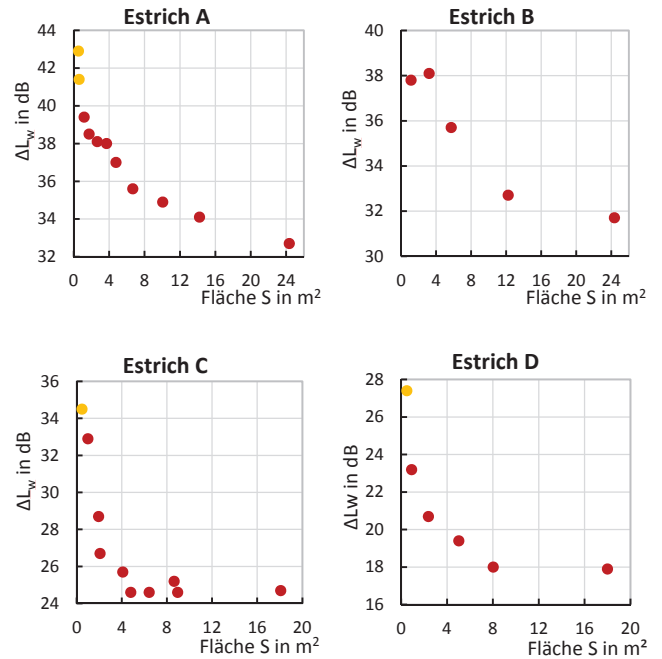 Estrich A
ΔL_w in dB
44
42
40
38
36
34
32
0 4 8 12 16 20 24
Fläche S in m²
Estrich B
ΔL_w in dB
40
38
36
34
32
30
0 4 8 12 16 20 24
Fläche S in m²
Estrich C
ΔL_w in dB
36
34
32
30
28
26
24
0 4 8 12 16 20
Fläche S in m²
Estrich D
ΔLw in dB
28
26
24
22
20
18
16
0 4 8 12 16 20
Fläche S in m²